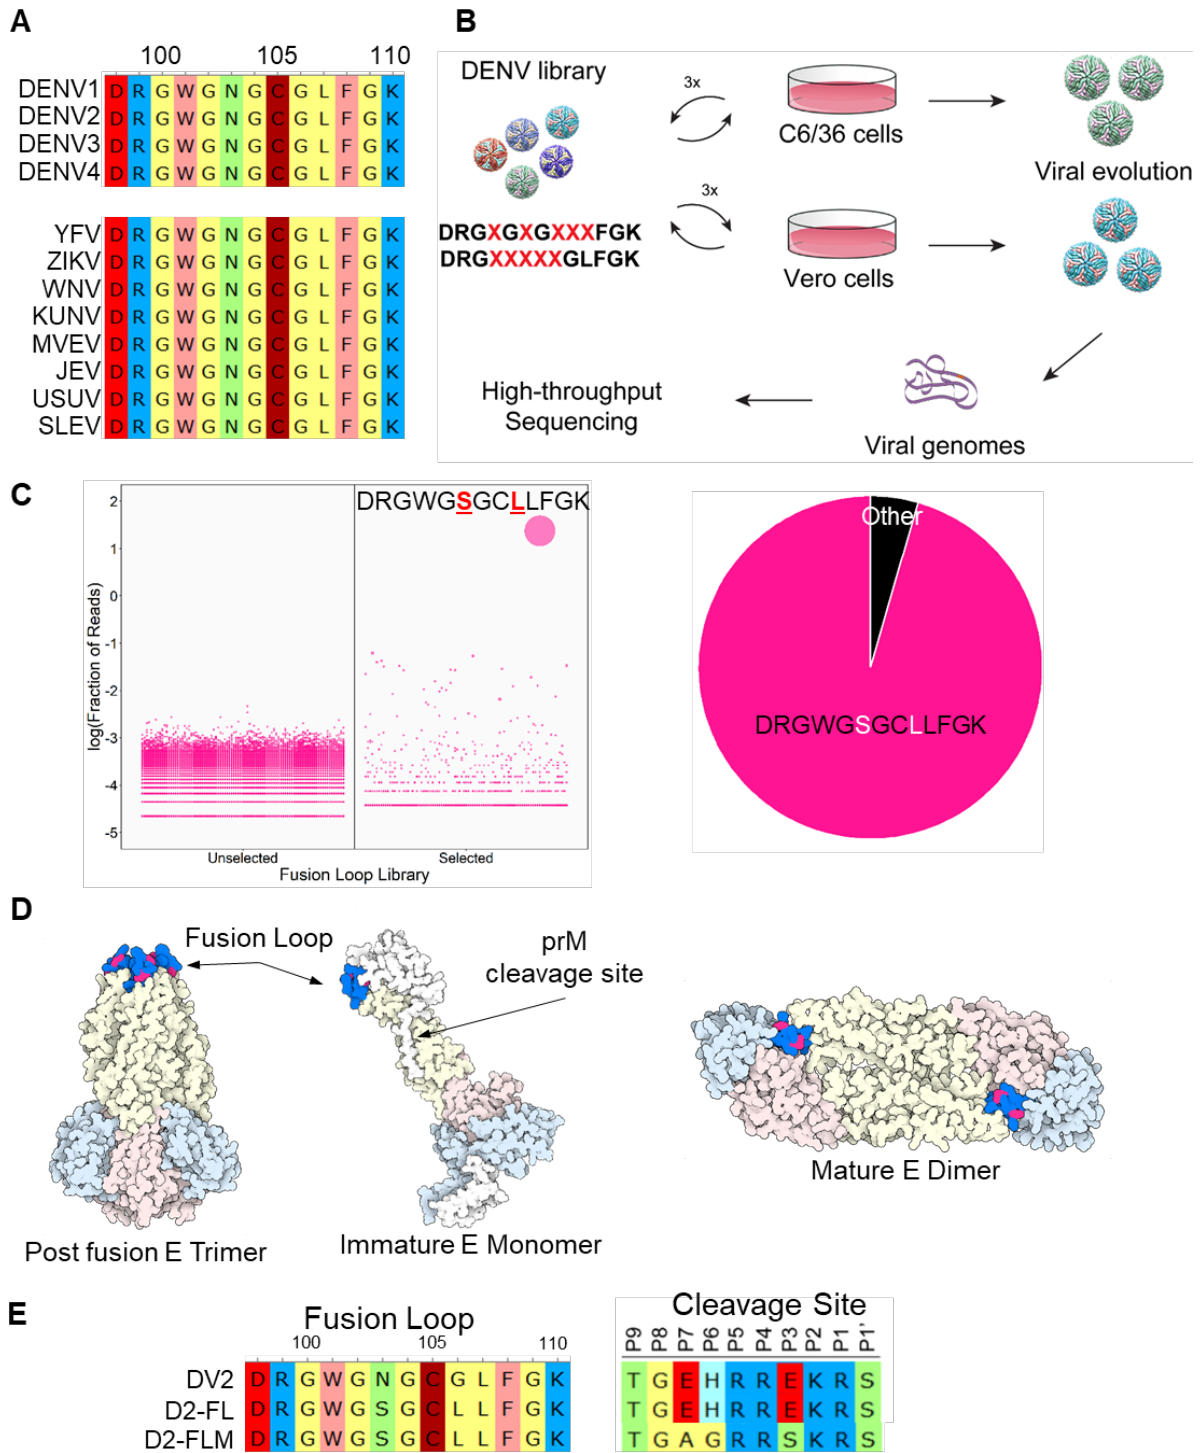 A
100 105 110
DENV1 D R G W G N G C G L F G K
DENV2 D R G W G N G C G L F G K
DENV3 D R G W G N G C G L F G K
DENV4 D R G W G N G C G L F G K
YFV D R G W G N G C G L F G K
ZIKV D R G W G N G C G L F G K
WNV D R G W G N G C G L F G K
KUNV D R G W G N G C G L F G K
MVEV D R G W G N G C G L F G K
JEV D R G W G N G C G L F G K
USUV D R G W G N G C G L F G K
SLEV D R G W G N G C G L F G K
B
DENV library
DRGXGXGXXXFGK
DRGXXXXXGLFGK
3x
C6/36 cells
Viral evolution
3x
Vero cells
Viral genomes
High-throughput
Sequencing
C
DRGWGSGCLLFGK
log(Fraction of Reads)
2
1
0
-1
-2
-3
-4
-5
Unselected Selected
Fusion Loop Library
Other
DRGWGSGCLLFGK
D
Fusion Loop
prM
cleavage site
Post fusion E Trimer
Immature E Monomer
Mature E Dimer
E
Fusion Loop
100 105 110
DV2 D R G W G N G C G L F G K
D2-FL D R G W G S G C L L F G K
D2-FLM D R G W G S G C L L F G K
Cleavage Site
P9 P8 P7 P6 P5 P4 P3 P2 P1 P1'
T G E H R R E K R S
T G E H R R E K R S
T G A G R R S K R S